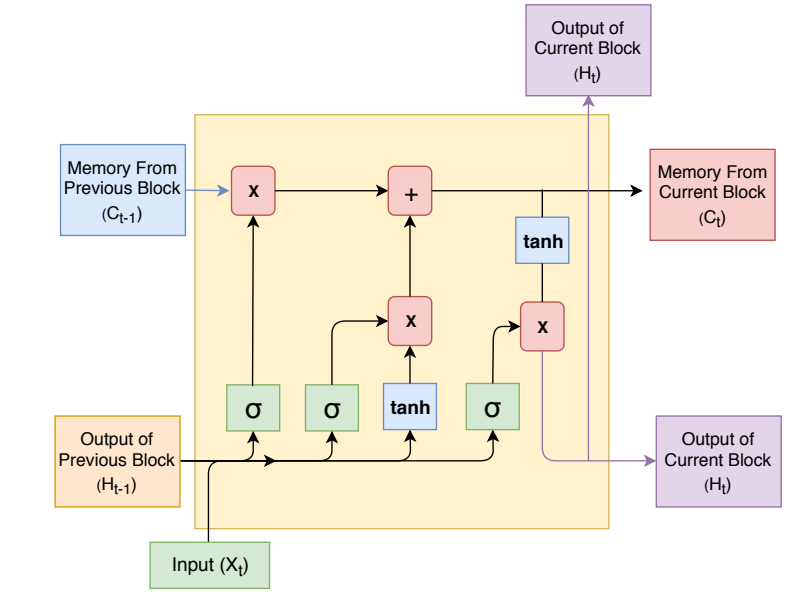 Output of
Current Block
(Ht)
Memory From
Previous Block
(Ct-1)
x
+
Memory From
Current Block
(Ct)
tanh
x
x
σ
σ
tanh
σ
Output of
Previous Block
(Ht-1)
Output of
Current Block
(Ht)
Input (Xt)